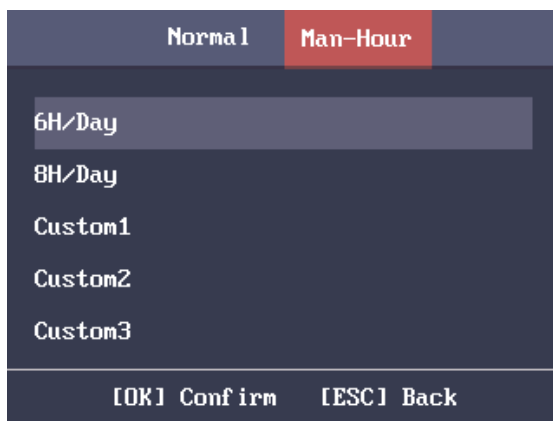 Normal Man-Hour
6H/Day
8H/Day
Custom1
Custom2
Custom3
[OK] Confirm [ESC] Back